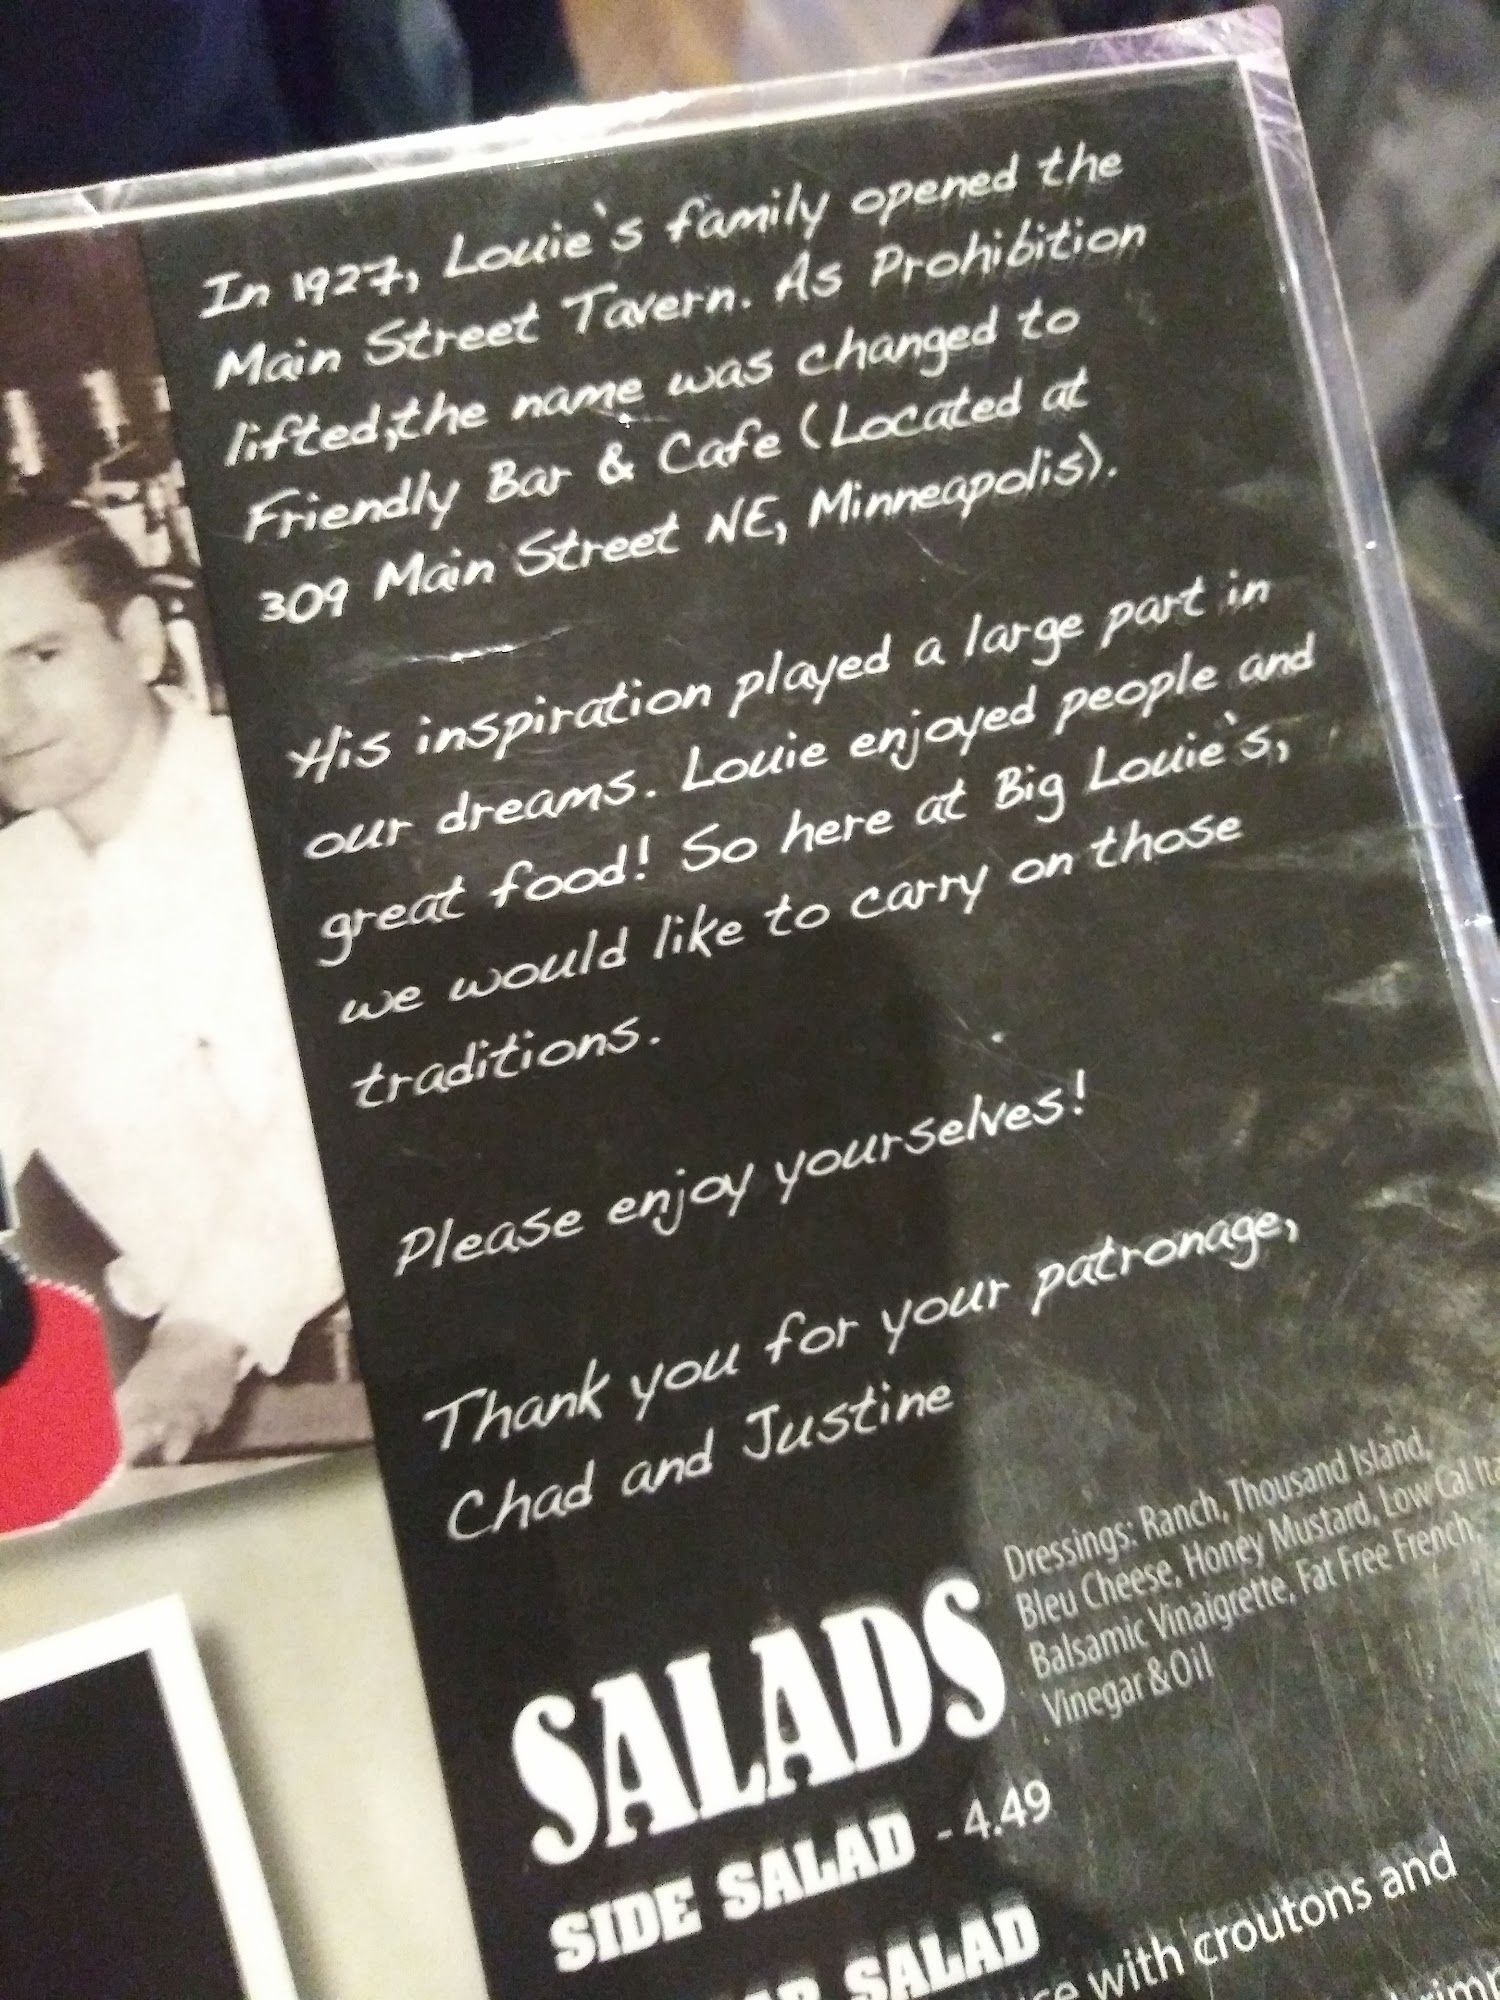 In 1927, Louie's family opened the
Main Street Tavern. As Prohibition
lifted,the name was changed to
Friendly Bar & Cafe (Located at
309 Main Street NE, Minneapolis).
His inspiration played a large part in
our dreams. Louie enjoyed people and
great food! So here at Big Louie's,
we would like to carry on those
traditions.
Please enjoy yourselves!
Thank you for your patronage,
Chad and Justine
SALADS
Dressings: Ranch, Thousand Island,
Bleu Cheese, Honey Mustard, Low Cal
Balsamic Vinaigrette, Fat Free French,
Vinegar & Oil
SIDE SALAD - 4.49
SALAD
with croutons and